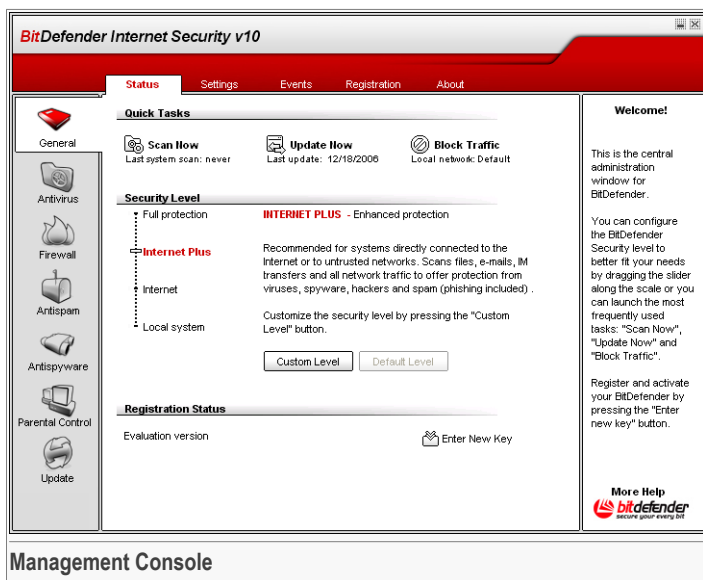 BitDefender Internet Security v10
Status Settings Events Registration About
General
Antivirus
Firewall
Antispam
Antispyware
Parental Control
Update
Quick Tasks
Scan Now
Last system scan: never
Update Now
Last update: 12/18/2006
Block Traffic
Local network: Default
Security Level
Full protection
Internet Plus
Internet
Local system
INTERNET PLUS - Enhanced protection
Recommended for systems directly connected to the
Internet or to untrusted networks. Scans files, e-mails, IM
transfers and all network traffic to offer protection from
viruses, spyware, hackers and spam (phishing included) .
Customize the security level by pressing the "Custom
Level" button.
Custom Level Default Level
Registration Status
Evaluation version
Enter New Key
Welcome!
This is the central
administration
window for
BitDefender.
You can configure
the BitDefender
Security level to
better fit your needs
by dragging the slider
along the scale or you
can launch the most
frequently used
tasks: "Scan Now",
"Update Now" and
"Block Traffic".
Register and activate
your BitDefender by
pressing the "Enter
new key" button.
More Help
bitdefender
secure your every bit
Management Console